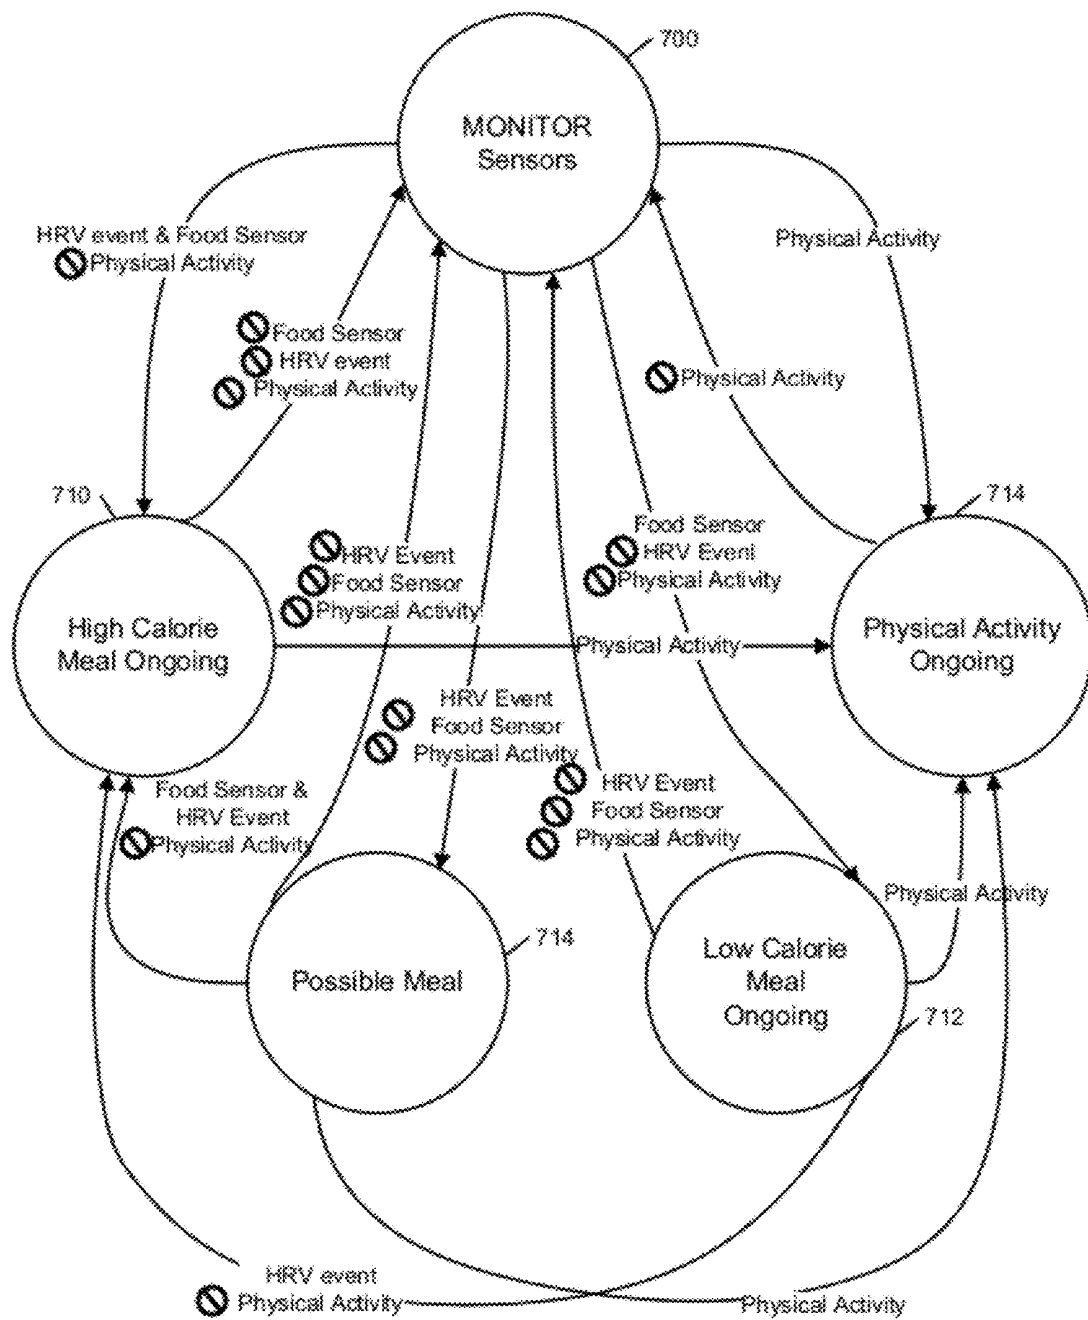 700
MONITOR
Sensors
HRV event & Food Sensor
Physical Activity
Physical Activity
Food Sensor
HRV event
Physical Activity
Physical Activity
710
714
HRV Event
Food Sensor
Physical Activity
Food Sensor
HRV Event
Physical Activity
High Calorie
Meal Ongoing
Physical Activity
Physical Activity
Ongoing
HRV Event
Food Sensor
Physical Activity
Food Sensor &
HRV Event
Physical Activity
HRV Event
Food Sensor
Physical Activity
Physical Activity
714
Possible Meal
Low Calorie
Meal
Ongoing
712
HRV event
Physical Activity
Physical Activity